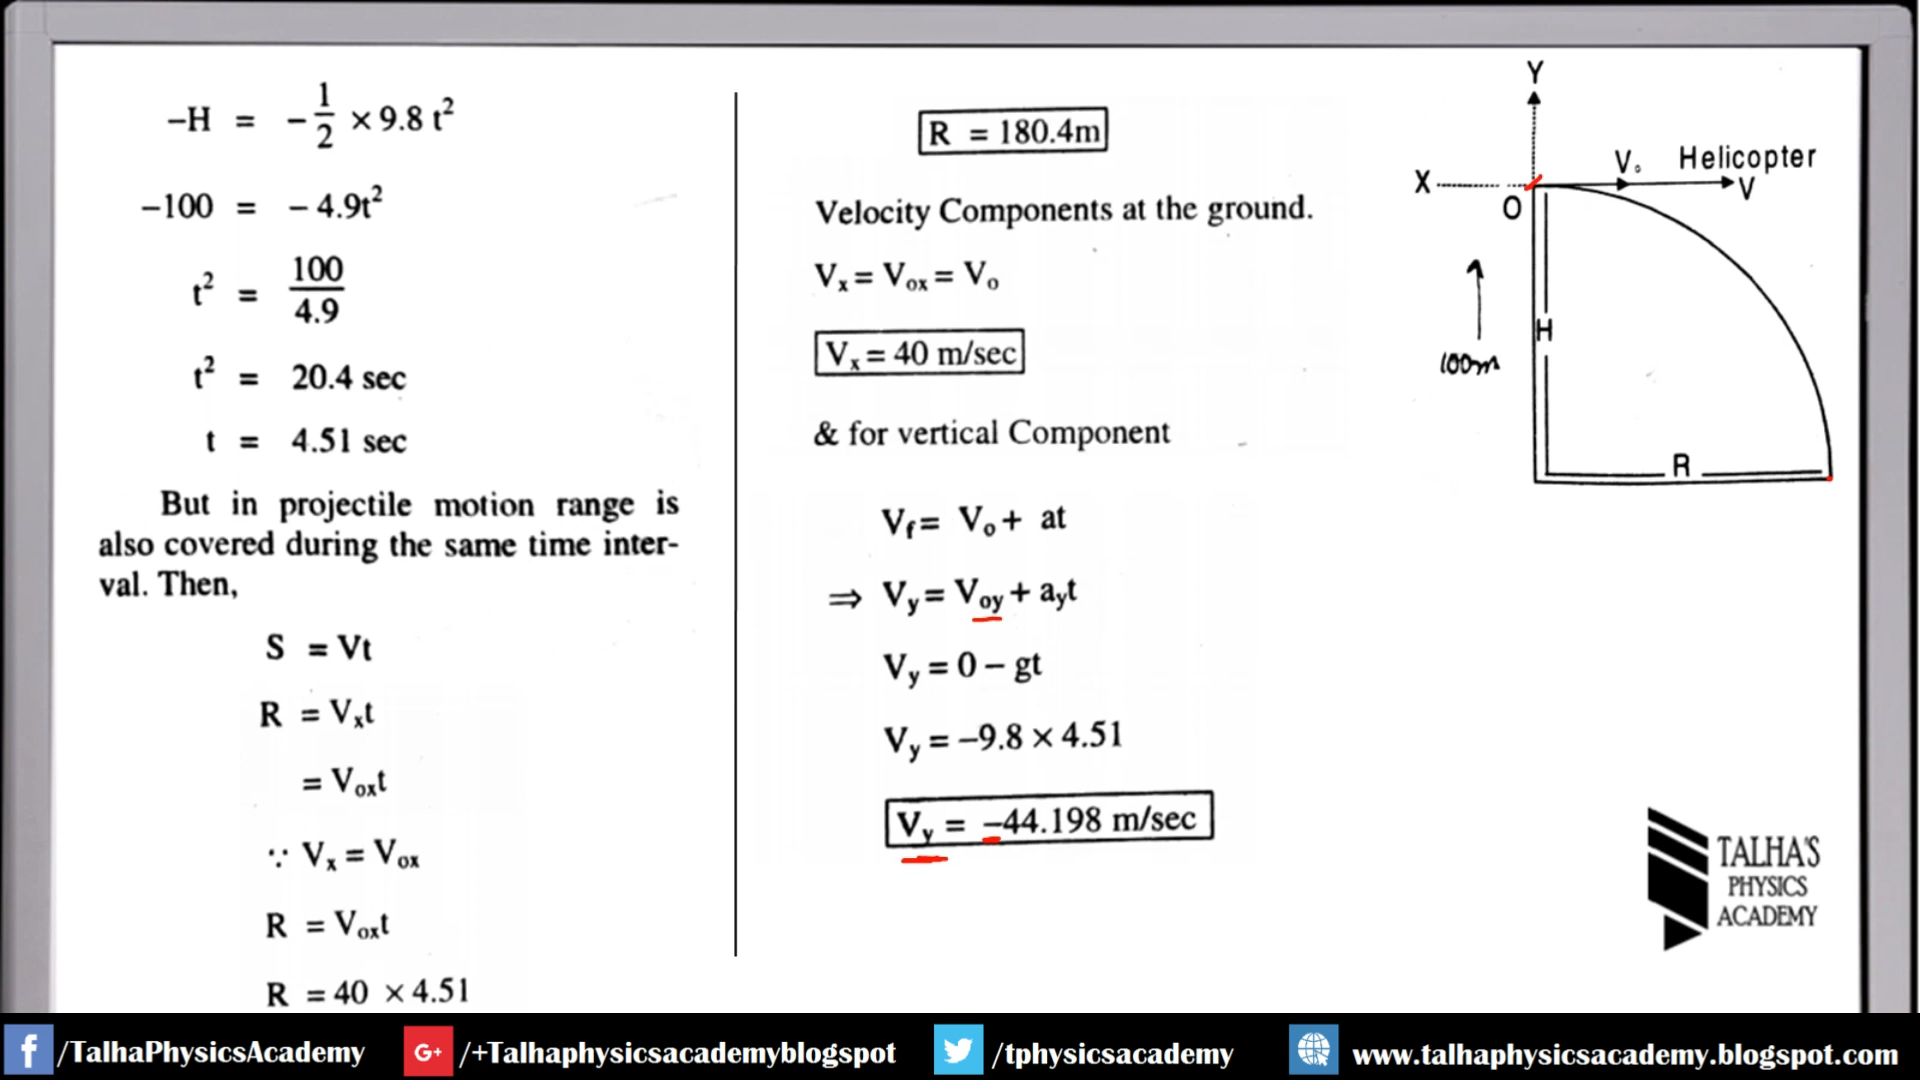 –H = – 1/2 × 9.8 t²
–100 = – 4.9t²
t² = 100/4.9
t² = 20.4 sec
t = 4.51 sec
But in projectile motion range is
also covered during the same time inter-
val. Then,
S = Vt
R = Vₓt
= Vₒₓt
∵ Vₓ = Vₒₓ
R = Vₒₓt
R = 40 × 4.51
R = 180.4m
Velocity Components at the ground.
Vₓ = Vₒₓ = Vₒ
Vₓ = 40 m/sec
& for vertical Component
V_f = Vₒ + at
⇒ V_y = V_oy + a_yt
V_y = 0 – gt
V_y = –9.8 × 4.51
V_y = –44.198 m/sec
Y
X
V₀ Helicopter
V
O
H
100m
R
TALHA'S
PHYSICS
ACADEMY
f /TalhaPhysicsAcademy
G+ /+Talhaphysicsacademyblogspot
/tphysicsacademy
www.talhaphysicsacademy.blogspot.com